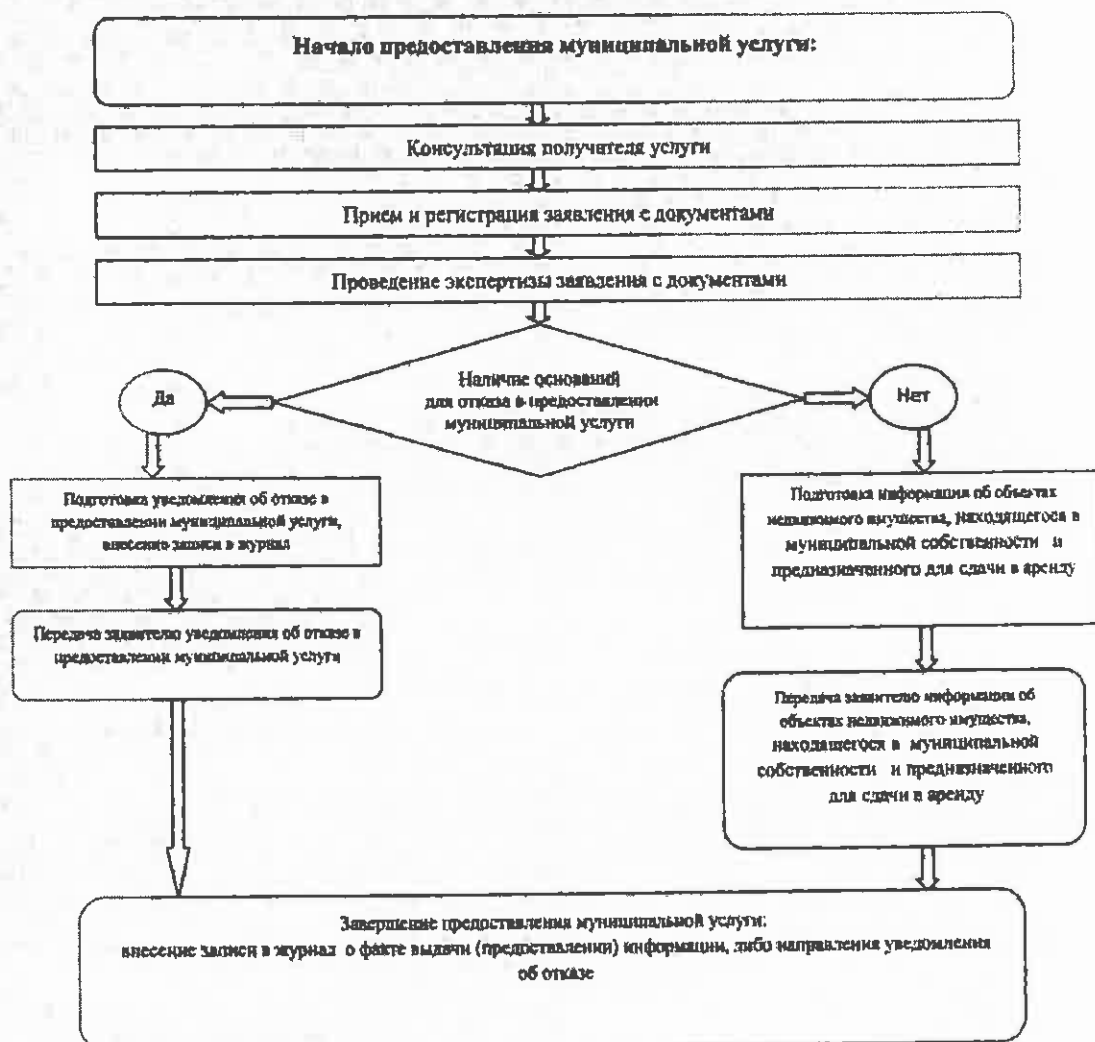 Начало предоставления муниципальной услуги:
Консультация получателя услуги
Прием и регистрация заявления с документами
Проведение экспертизы заявления с документами
Наличие оснований
для отказа в предоставлении
муниципальной услуги
Да
Нет
Подготовка уведомления об отказе в
предоставлении муниципальной услуги,
внесение записи в журнал
Передача заявителю уведомления об отказе в
предоставлении муниципальной услуги
Подготовка информации об объектах
недвижимого имущества, находящегося в
муниципальной собственности и
предназначенного для сдачи в аренду
Передача заявителю информации об
объектах недвижимого имущества,
находящегося в муниципальной
собственности и предназначенного
для сдачи в аренду
Завершение предоставления муниципальной услуги:
внесение записи в журнал о факте выдачи (предоставлении) информации, либо направления уведомления
об отказе